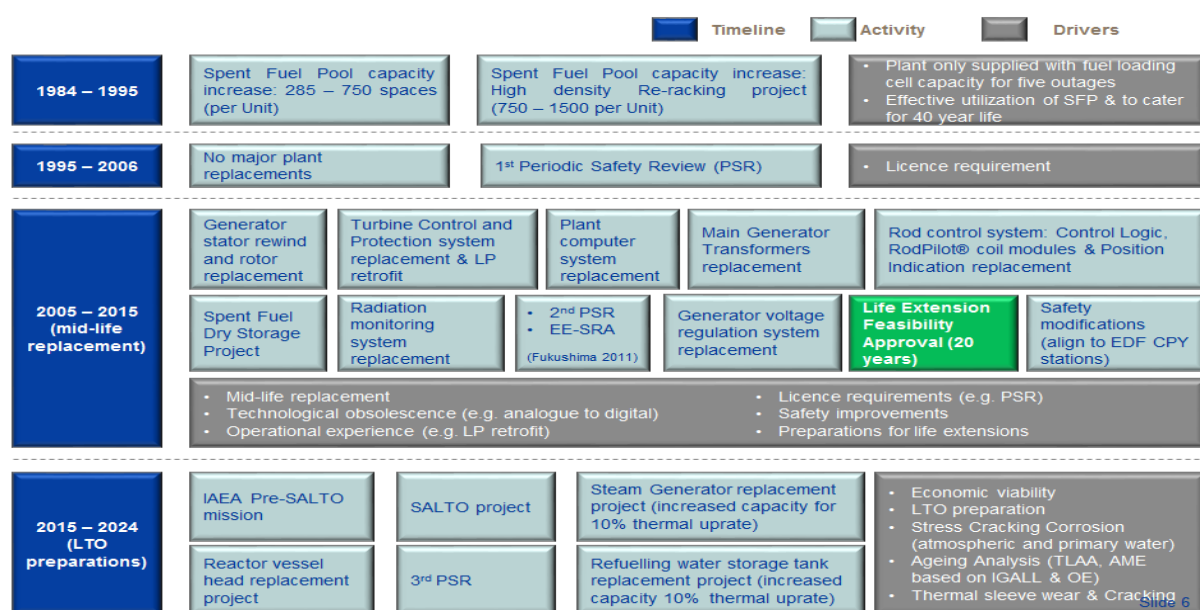 Timeline
Activity
Drivers
1984 – 1995
Spent Fuel Pool capacity
increase: 285 – 750 spaces
(per Unit)
Spent Fuel Pool capacity increase:
High density Re-racking project
(750 – 1500 per Unit)
• Plant only supplied with fuel loading
cell capacity for five outages
• Effective utilization of SFP & to cater
for 40 year life
1995 – 2006
No major plant
replacements
1st Periodic Safety Review (PSR)
• Licence requirement
2005 – 2015
(mid-life
replacement)
Generator
stator rewind
and rotor
replacement
Turbine Control and
Protection system
replacement & LP
retrofit
Plant
computer
system
replacement
Main Generator
Transformers
replacement
Rod control system: Control Logic,
RodPilot® coil modules & Position
Indication replacement
Spent Fuel
Dry Storage
Project
Radiation
monitoring
system
replacement
• 2nd PSR
• EE-SRA
(Fukushima 2011)
Generator voltage
regulation system
replacement
Life Extension
Feasibility
Approval (20
years)
Safety
modifications
(align to EDF CPY
stations)
• Mid-life replacement
• Technological obsolescence (e.g. analogue to digital)
• Operational experience (e.g. LP retrofit)
• Licence requirements (e.g. PSR)
• Safety improvements
• Preparations for life extensions
2015 – 2024
(LTO
preparations)
IAEA Pre-SALTO
mission
SALTO project
Steam Generator replacement
project (increased capacity for
10% thermal uprate)
Reactor vessel
head replacement
project
3rd PSR
Refuelling water storage tank
replacement project (increased
capacity 10% thermal uprate)
• Economic viability
• LTO preparation
• Stress Cracking Corrosion
(atmospheric and primary water)
• Ageing Analysis (TLAA, AME
based on IGALL & OE)
• Thermal sleeve wear & Cracking
Slide 6